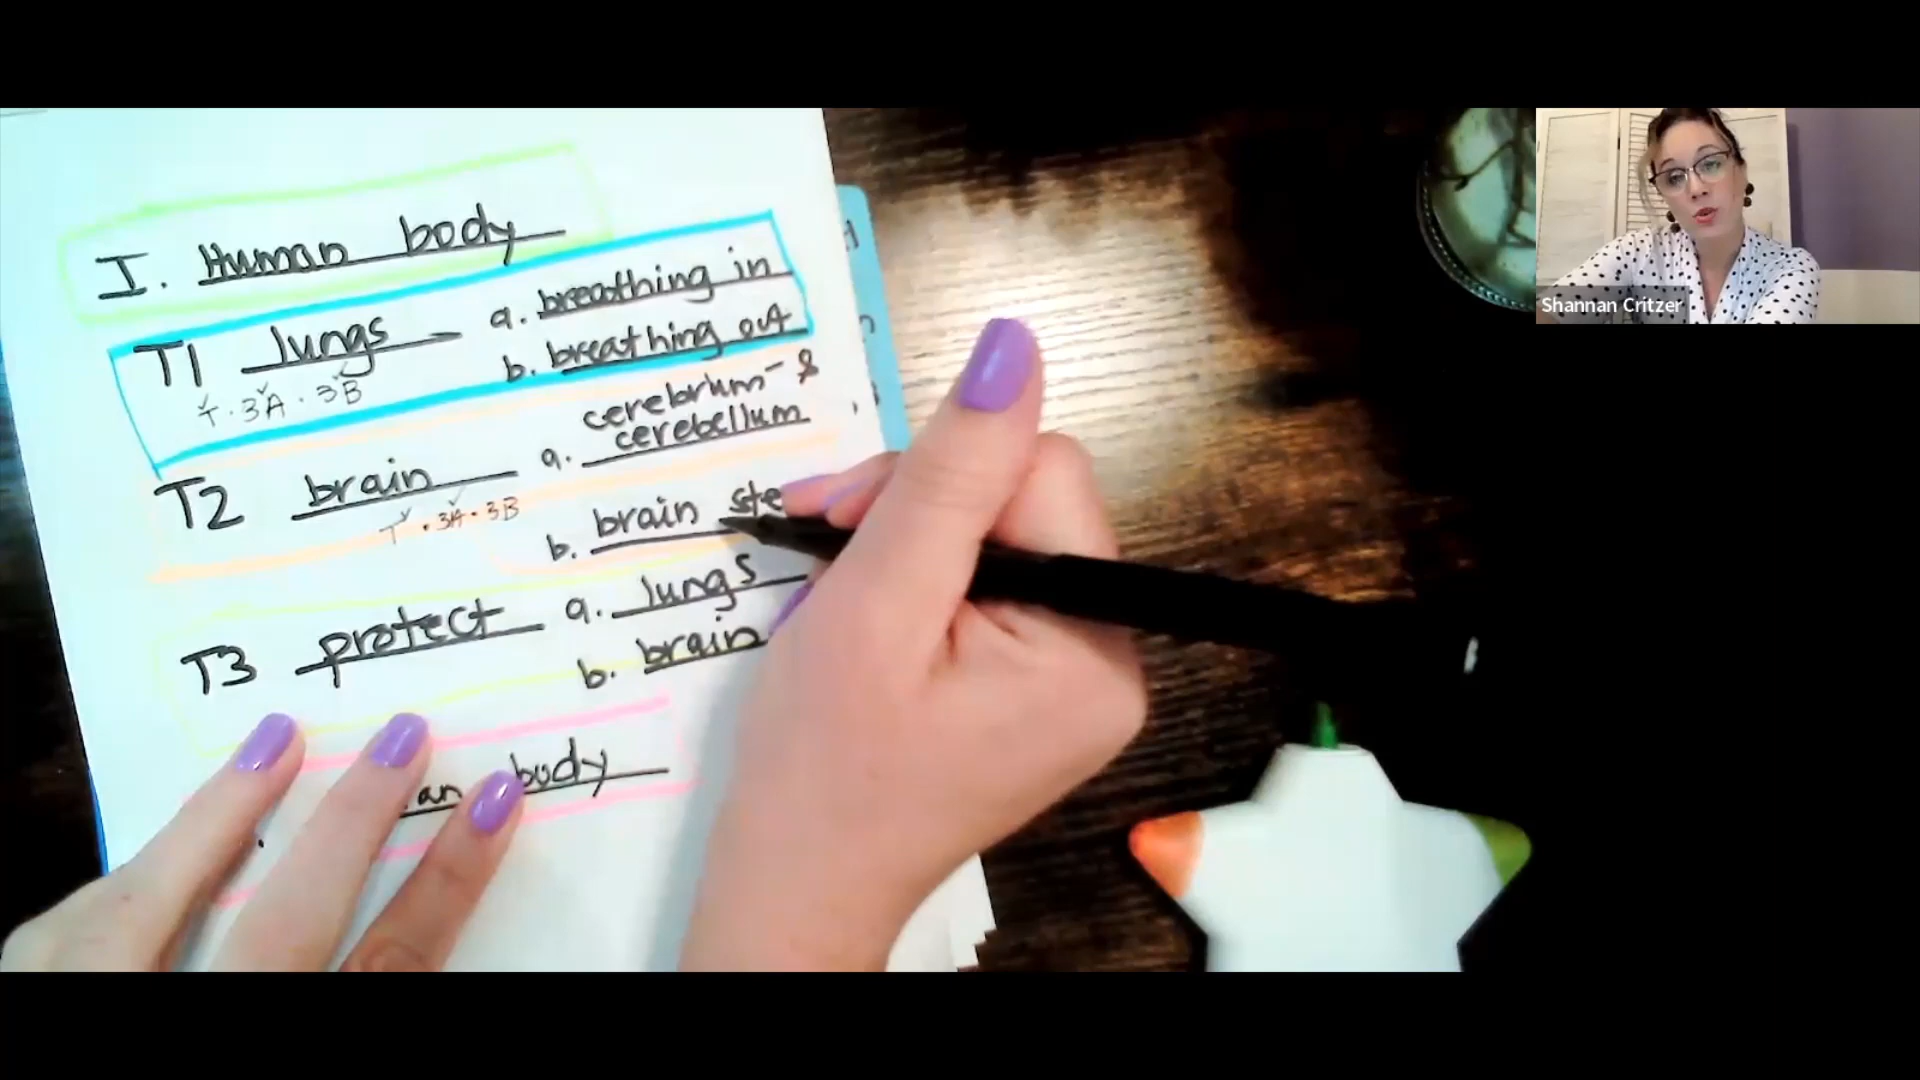 I. Human body
T1 lungs a. breathing in
b. breathing out
T · 3A · 3B
cerebrum &
T2 brain a. cerebellum
T · 3A · 3B
b. brain ste
T3 protect a. lungs
b. brain
an body
Shannan Critzer